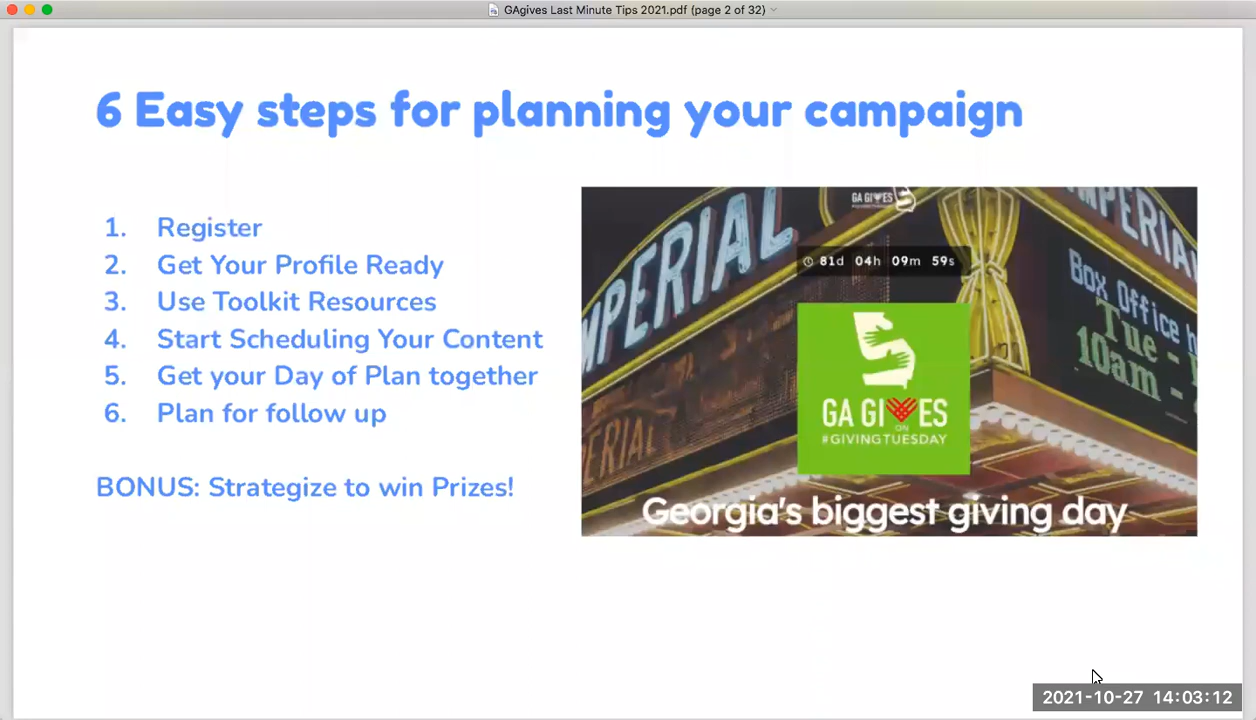 GAgives Last Minute Tips 2021.pdf (page 2 of 32)
6 Easy steps for planning your campaign
1. Register
2. Get Your Profile Ready
3. Use Toolkit Resources
4. Start Scheduling Your Content
5. Get your Day of Plan together
6. Plan for follow up
BONUS: Strategize to win Prizes!
GA GIVES
IMPERIAL
IMPERIA
81d 04h 09m 59s
Box Office h
Tue -
10am -
GA GIVES
ON
#GIVINGTUESDAY
PERIAL
Georgia's biggest giving day
2021-10-27 14:03:12